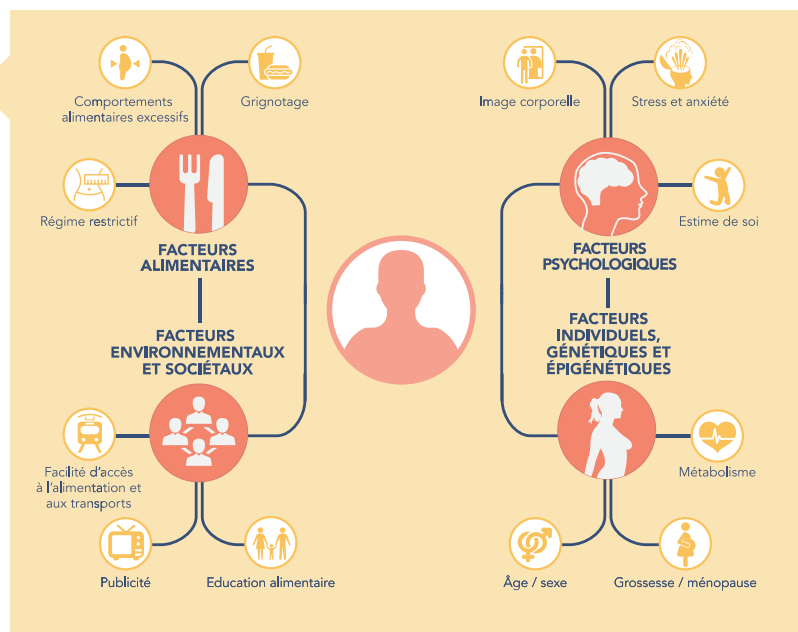 Comportements
alimentaires excessifs
Grignotage
Régime restrictif
FACTEURS
ALIMENTAIRES
FACTEURS
ENVIRONNEMENTAUX
ET SOCIÉTAUX
Facilité d'accès
à l'alimentation et
aux transports
Publicité
Education alimentaire
Image corporelle
Stress et anxiété
Estime de soi
FACTEURS
PSYCHOLOGIQUES
FACTEURS
INDIVIDUELS,
GÉNÉTIQUES ET
ÉPIGÉNÉTIQUES
Métabolisme
Âge / sexe
Grossesse / ménopause